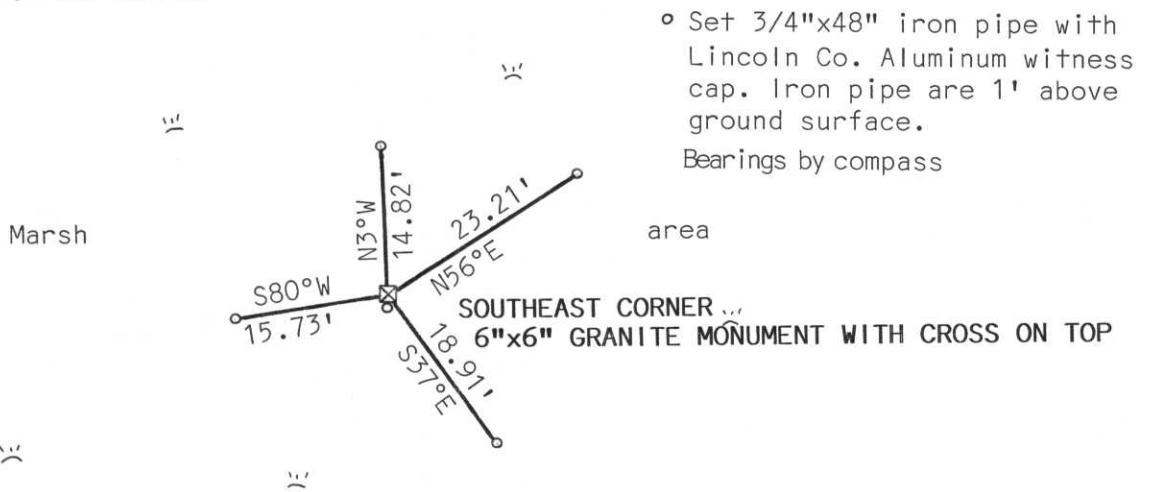 ° Set 3/4"x48" iron pipe with
Lincoln Co. Aluminum witness
cap. Iron pipe are 1' above
ground surface.
Bearings by compass
N3°W
14.82'
23.21'
N56°E
Marsh
area
S80°W
15.73'
SOUTHEAST CORNER
6"x6" GRANITE MONUMENT WITH CROSS ON TOP
18.91'
S37°E